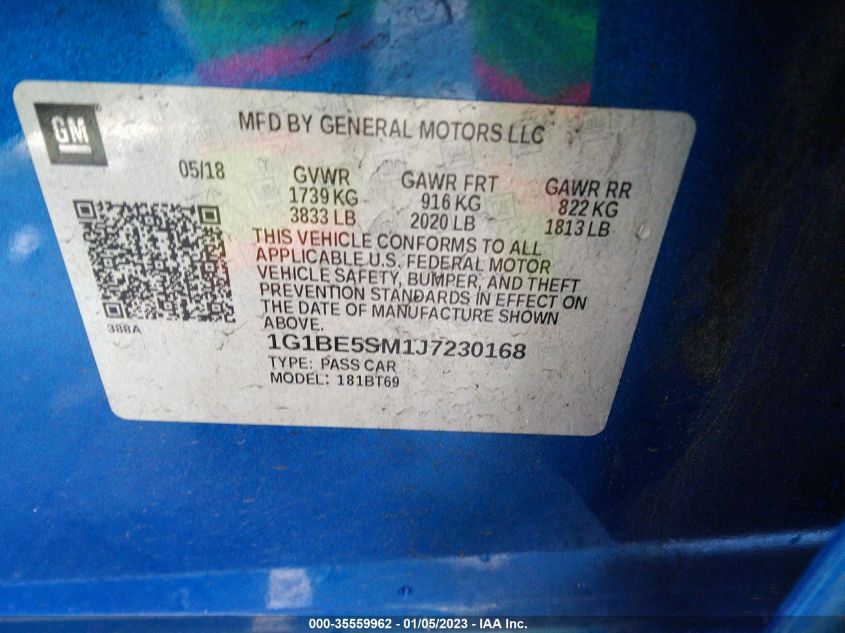 GM
MFD BY GENERAL MOTORS LLC
05/18 GVWR GAWR FRT GAWR RR
1739 KG 916 KG 822 KG
3833 LB 2020 LB 1813 LB
THIS VEHICLE CONFORMS TO ALL
APPLICABLE U.S. FEDERAL MOTOR
VEHICLE SAFETY, BUMPER, AND THEFT
PREVENTION STANDARDS IN EFFECT ON
THE DATE OF MANUFACTURE SHOWN
ABOVE.
388A
1G1BE5SM1J7230168
TYPE: PASS CAR
MODEL: 181BT69
000-35559962 - 01/05/2023 - IAA Inc.